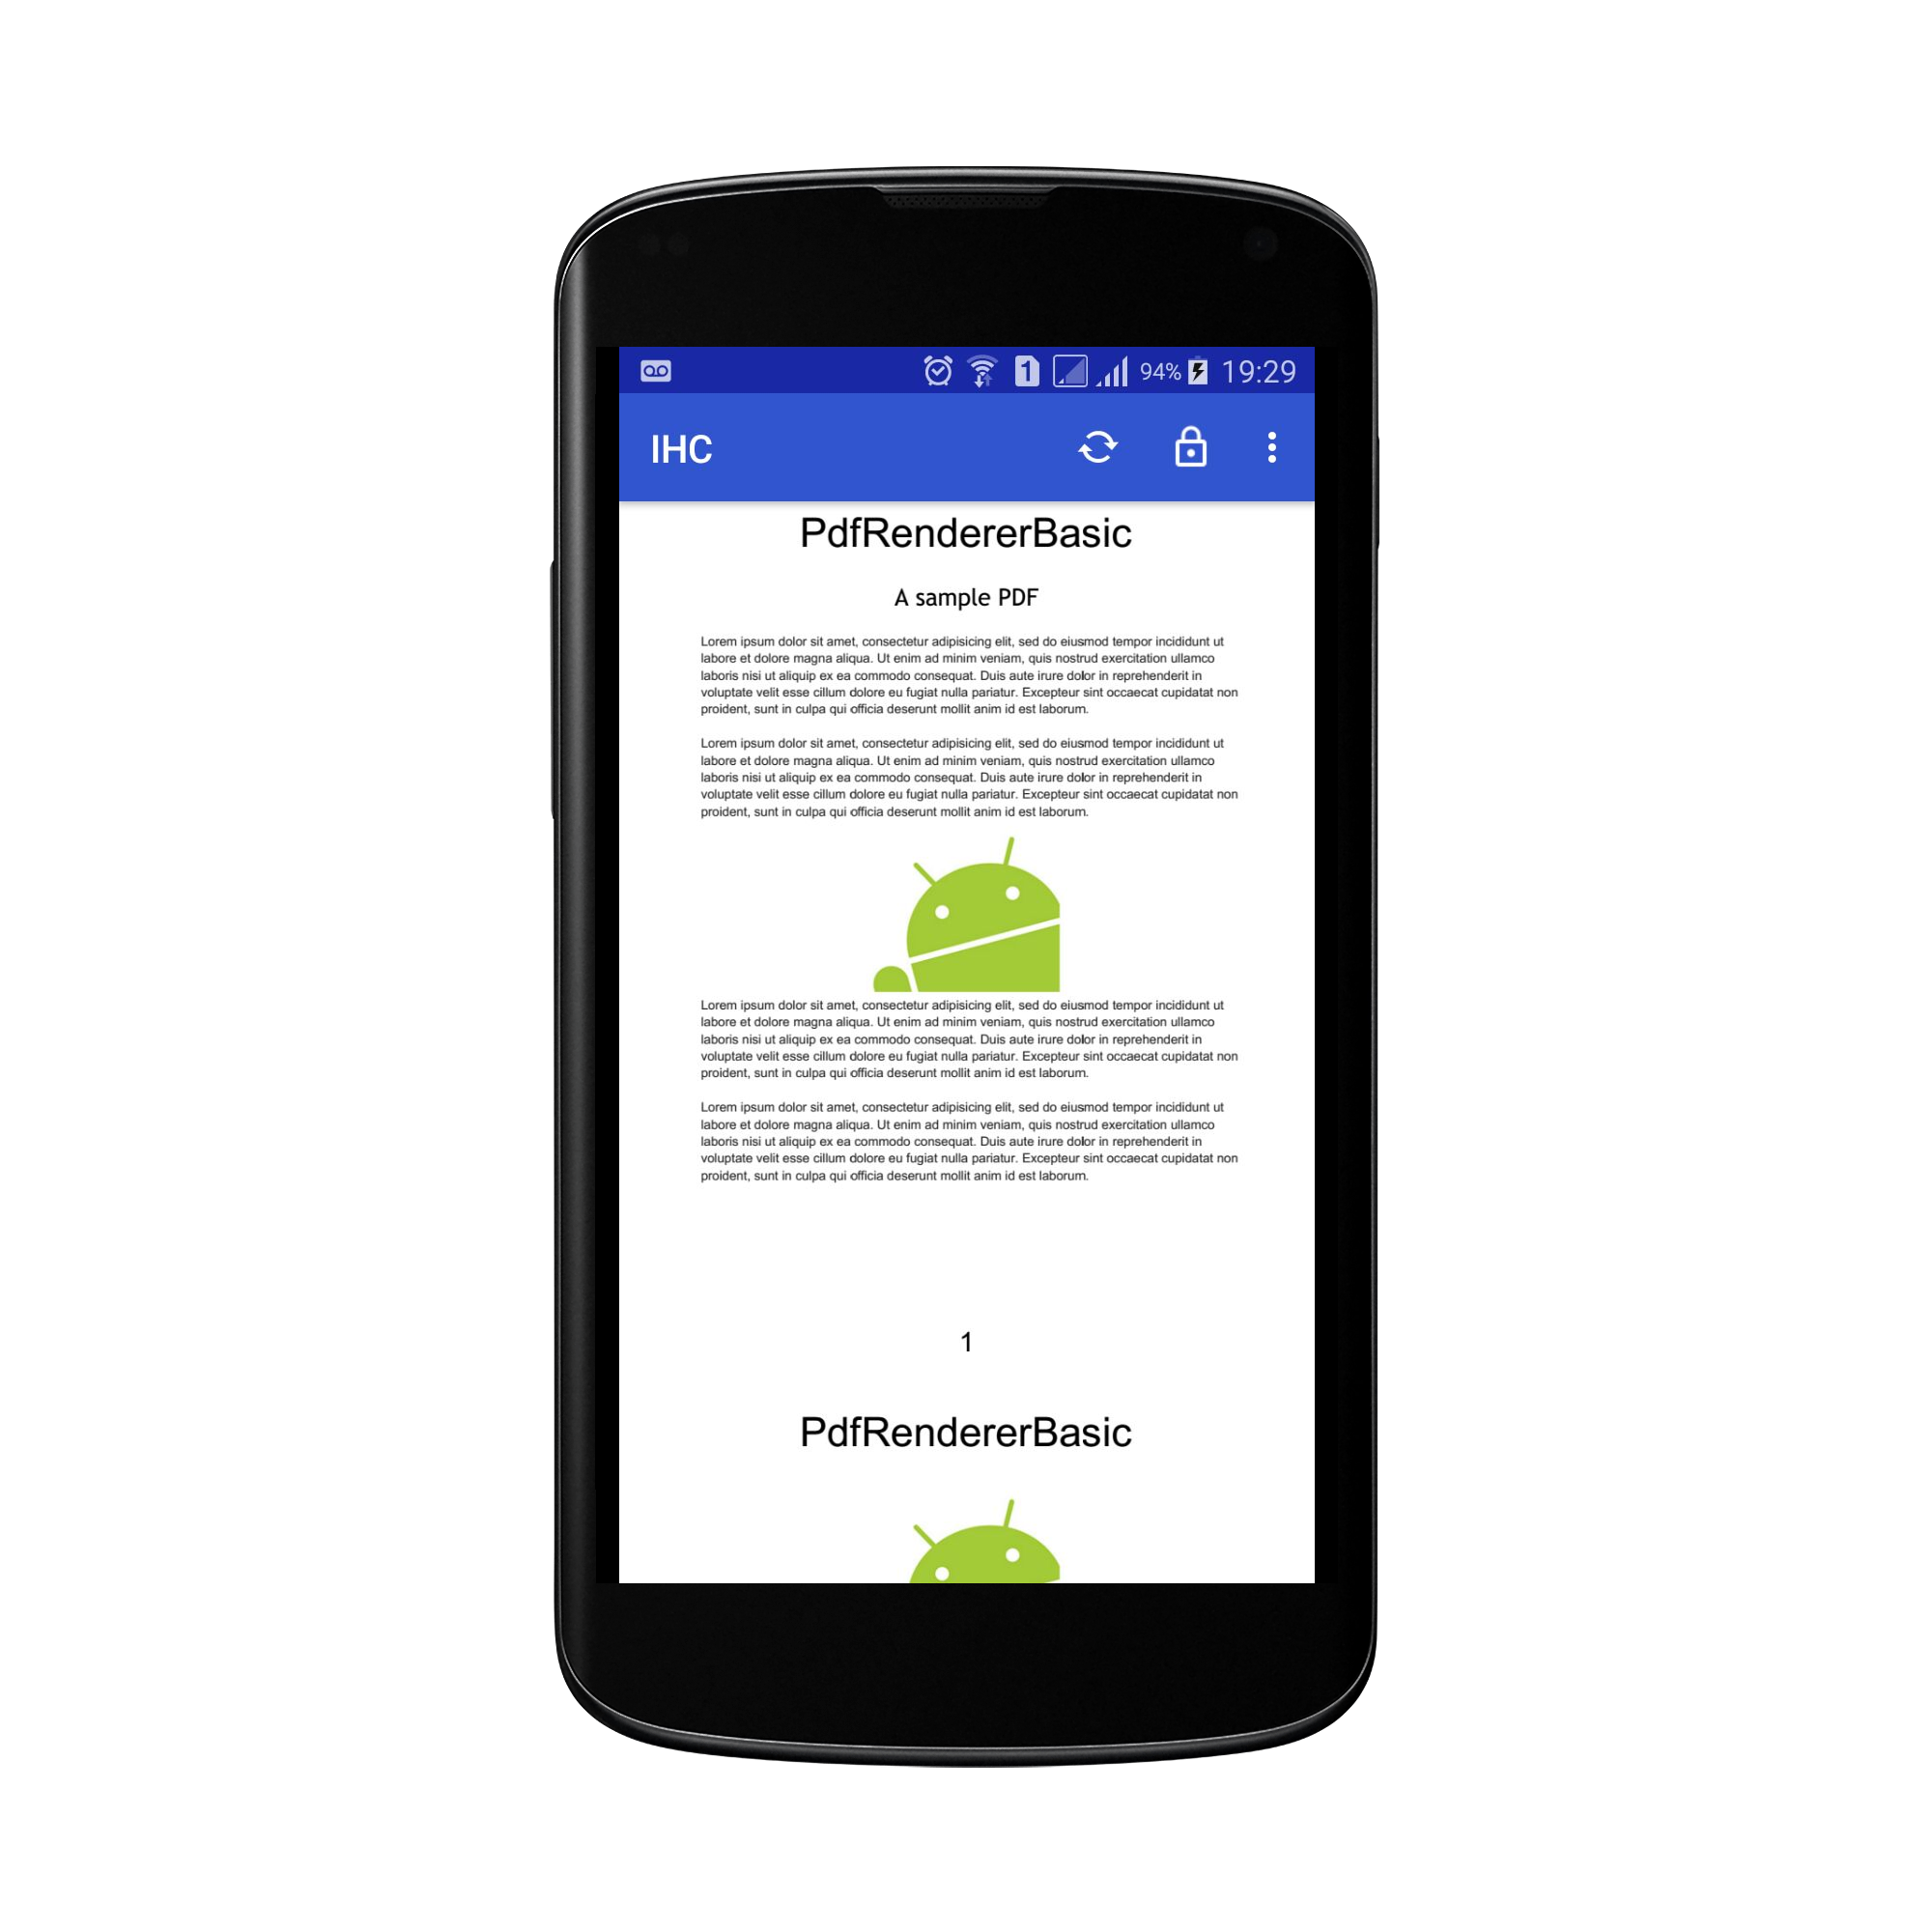 1 94% 19:29
IHC
PdfRendererBasic
A sample PDF
Lorem ipsum dolor sit amet, consectetur adipisicing elit, sed do eiusmod tempor incididunt ut
labore et dolore magna aliqua. Ut enim ad minim veniam, quis nostrud exercitation ullamco
laboris nisi ut aliquip ex ea commodo consequat. Duis aute irure dolor in reprehenderit in
voluptate velit esse cillum dolore eu fugiat nulla pariatur. Excepteur sint occaecat cupidatat non
proident, sunt in culpa qui officia deserunt mollit anim id est laborum.
Lorem ipsum dolor sit amet, consectetur adipisicing elit, sed do eiusmod tempor incididunt ut
labore et dolore magna aliqua. Ut enim ad minim veniam, quis nostrud exercitation ullamco
laboris nisi ut aliquip ex ea commodo consequat. Duis aute irure dolor in reprehenderit in
voluptate velit esse cillum dolore eu fugiat nulla pariatur. Excepteur sint occaecat cupidatat non
proident, sunt in culpa qui officia deserunt mollit anim id est laborum.
Lorem ipsum dolor sit amet, consectetur adipisicing elit, sed do eiusmod tempor incididunt ut
labore et dolore magna aliqua. Ut enim ad minim veniam, quis nostrud exercitation ullamco
laboris nisi ut aliquip ex ea commodo consequat. Duis aute irure dolor in reprehenderit in
voluptate velit esse cillum dolore eu fugiat nulla pariatur. Excepteur sint occaecat cupidatat non
proident, sunt in culpa qui officia deserunt mollit anim id est laborum.
Lorem ipsum dolor sit amet, consectetur adipisicing elit, sed do eiusmod tempor incididunt ut
labore et dolore magna aliqua. Ut enim ad minim veniam, quis nostrud exercitation ullamco
laboris nisi ut aliquip ex ea commodo consequat. Duis aute irure dolor in reprehenderit in
voluptate velit esse cillum dolore eu fugiat nulla pariatur. Excepteur sint occaecat cupidatat non
proident, sunt in culpa qui officia deserunt mollit anim id est laborum.
1
PdfRendererBasic